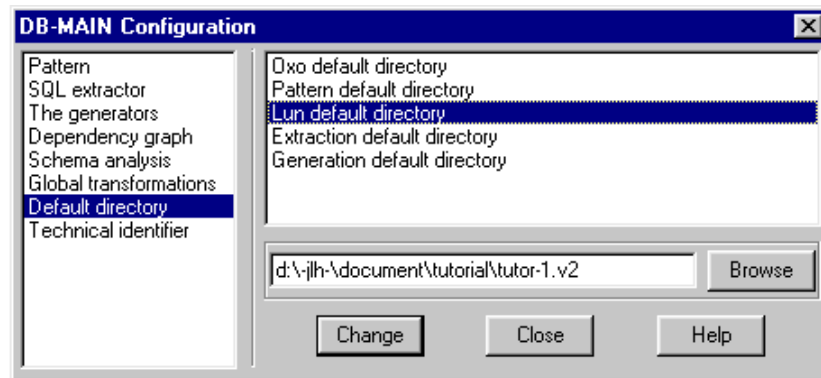 DB-MAIN Configuration
Pattern
SQL extractor
The generators
Dependency graph
Schema analysis
Global transformations
Default directory
Technical identifier
Oxo default directory
Pattern default directory
Lun default directory
Extraction default directory
Generation default directory
d:\-jlh-\document\tutorial\tutor-1.v2
Browse
Change
Close
Help